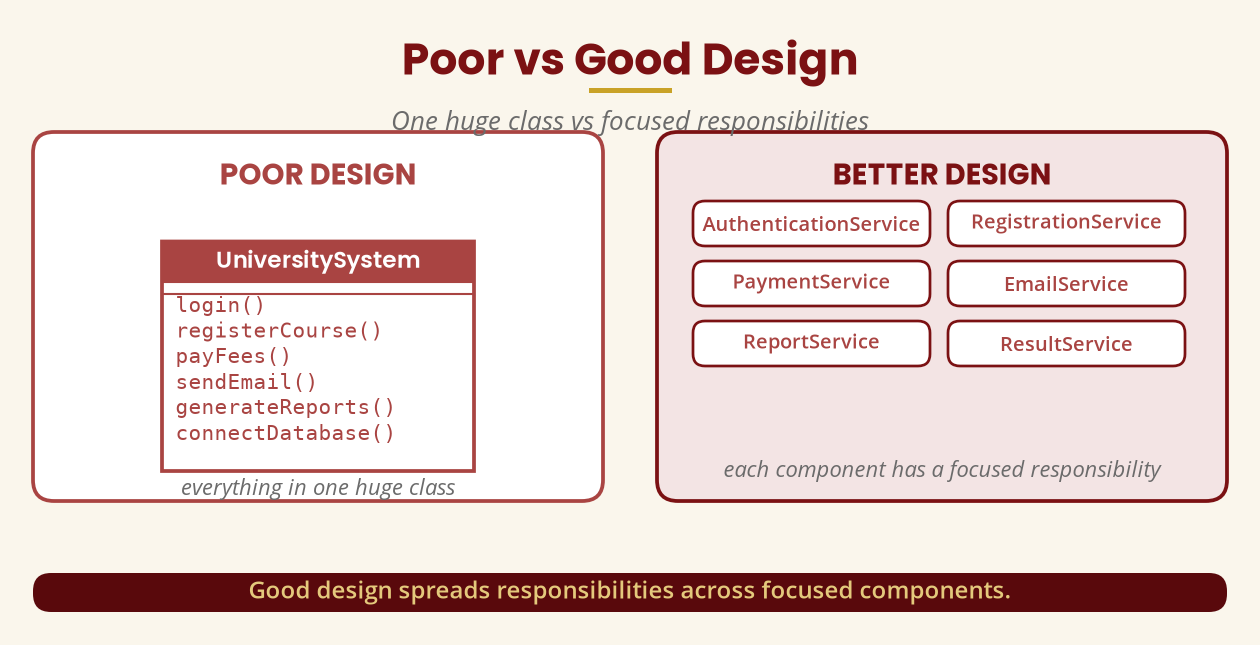 Poor vs Good Design
One huge class vs focused responsibilities
POOR DESIGN
UniversitySystem
login()
registerCourse()
payFees()
sendEmail()
generateReports()
connectDatabase()
everything in one huge class
BETTER DESIGN
AuthenticationService
RegistrationService
PaymentService
EmailService
ReportService
ResultService
each component has a focused responsibility
Good design spreads responsibilities across focused components.